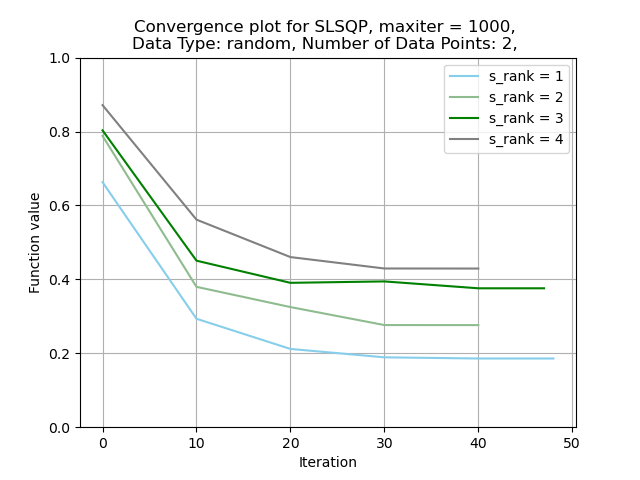 Convergence plot for SLSQP, maxiter = 1000,
Data Type: random, Number of Data Points: 2,
1.0
0.8
0.6
0.4
0.2
0.0
Function value
s_rank = 1
s_rank = 2
s_rank = 3
s_rank = 4
0 10 20 30 40 50
Iteration